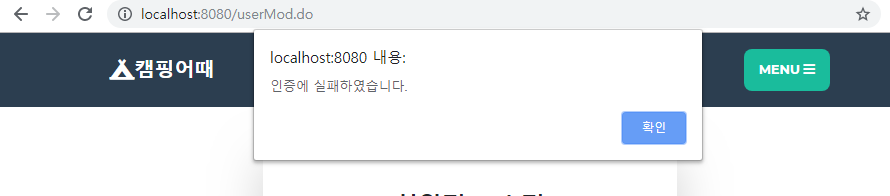 localhost:8080/userMod.do
localhost:8080 내용:
캠핑어때
MENU
인증에 실패하였습니다.
확인